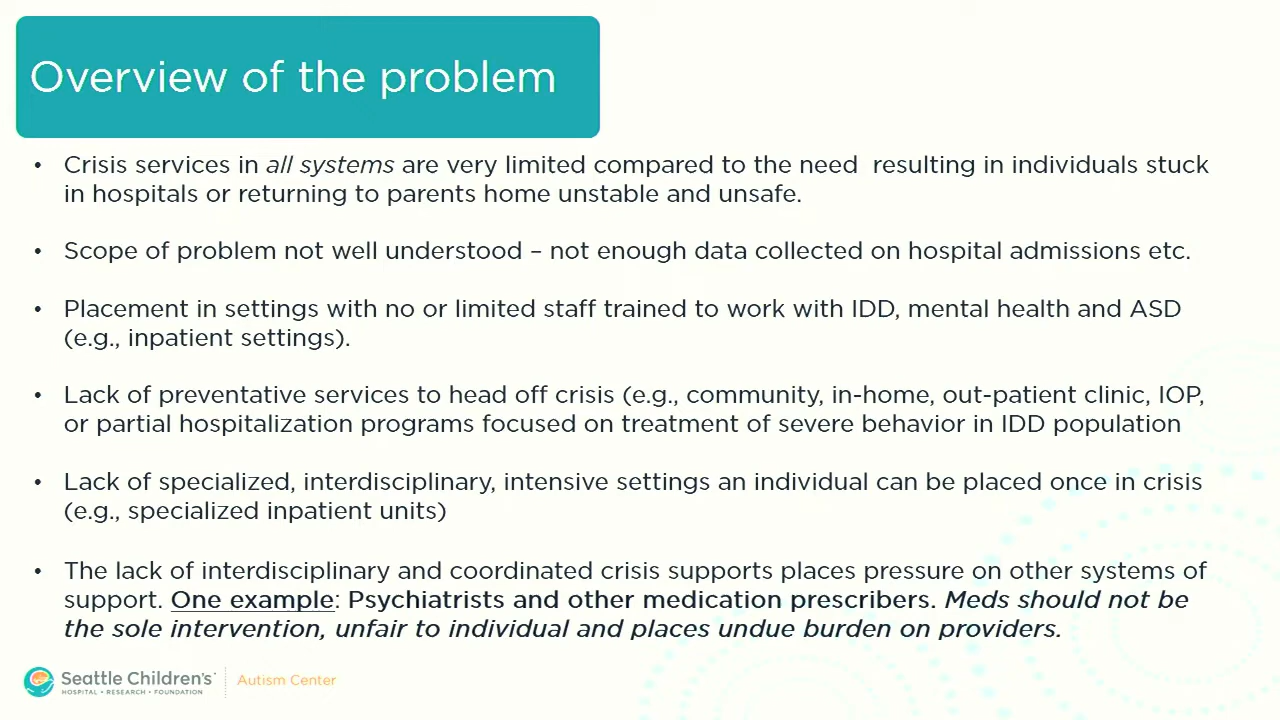 Overview of the problem
• Crisis services in all systems are very limited compared to the need  resulting in individuals stuck
in hospitals or returning to parents home unstable and unsafe.
• Scope of problem not well understood – not enough data collected on hospital admissions etc.
• Placement in settings with no or limited staff trained to work with IDD, mental health and ASD
(e.g., inpatient settings).
• Lack of preventative services to head off crisis (e.g., community, in-home, out-patient clinic, IOP,
or partial hospitalization programs focused on treatment of severe behavior in IDD population
• Lack of specialized, interdisciplinary, intensive settings an individual can be placed once in crisis
(e.g., specialized inpatient units)
• The lack of interdisciplinary and coordinated crisis supports places pressure on other systems of
support. One example: Psychiatrists and other medication prescribers. Meds should not be
the sole intervention, unfair to individual and places undue burden on providers.
Seattle Children's
HOSPITAL • RESEARCH • FOUNDATION
Autism Center